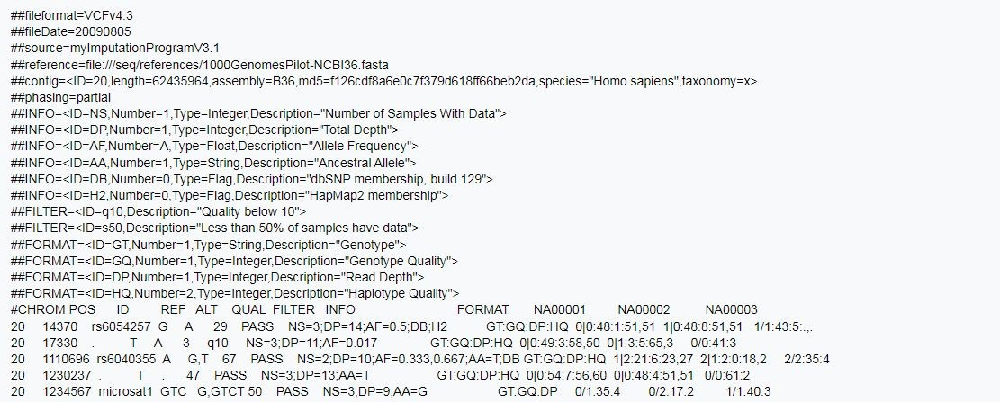 ##fileformat=VCFv4.3
##fileDate=20090805
##source=myImputationProgramV3.1
##reference=file:///seq/references/1000GenomesPilot-NCBI36.fasta
##contig=<ID=20,length=62435964,assembly=B36,md5=f126cdf8a6e0c7f379d618ff66beb2da,species="Homo sapiens",taxonomy=x>
##phasing=partial
##INFO=<ID=NS,Number=1,Type=Integer,Description="Number of Samples With Data">
##INFO=<ID=DP,Number=1,Type=Integer,Description="Total Depth">
##INFO=<ID=AF,Number=A,Type=Float,Description="Allele Frequency">
##INFO=<ID=AA,Number=1,Type=String,Description="Ancestral Allele">
##INFO=<ID=DB,Number=0,Type=Flag,Description="dbSNP membership, build 129">
##INFO=<ID=H2,Number=0,Type=Flag,Description="HapMap2 membership">
##FILTER=<ID=q10,Description="Quality below 10">
##FILTER=<ID=s50,Description="Less than 50% of samples have data">
##FORMAT=<ID=GT,Number=1,Type=String,Description="Genotype">
##FORMAT=<ID=GQ,Number=1,Type=Integer,Description="Genotype Quality">
##FORMAT=<ID=DP,Number=1,Type=Integer,Description="Read Depth">
##FORMAT=<ID=HQ,Number=2,Type=Integer,Description="Haplotype Quality">
#CHROM POS ID REF ALT QUAL FILTER INFO FORMAT NA00001 NA00002 NA00003
20 14370 rs6054257 G A 29 PASS NS=3;DP=14;AF=0.5;DB;H2 GT:GQ:DP:HQ 0|0:48:1:51,51 1|0:48:8:51,51 1/1:43:5:.,.
20 17330 . T A 3 q10 NS=3;DP=11;AF=0.017 GT:GQ:DP:HQ 0|0:49:3:58,50 0|1:3:5:65,3 0/0:41:3
20 1110696 rs6040355 A G,T 67 PASS NS=2;DP=10;AF=0.333,0.667;AA=T;DB GT:GQ:DP:HQ 1|2:21:6:23,27 2|1:2:0:18,2 2/2:35:4
20 1230237 . T . 47 PASS NS=3;DP=13;AA=T GT:GQ:DP:HQ 0|0:54:7:56,60 0|0:48:4:51,51 0/0:61:2
20 1234567 microsat1 GTC G,GTCT 50 PASS NS=3;DP=9;AA=G GT:GQ:DP 0/1:35:4 0/2:17:2 1/1:40:3